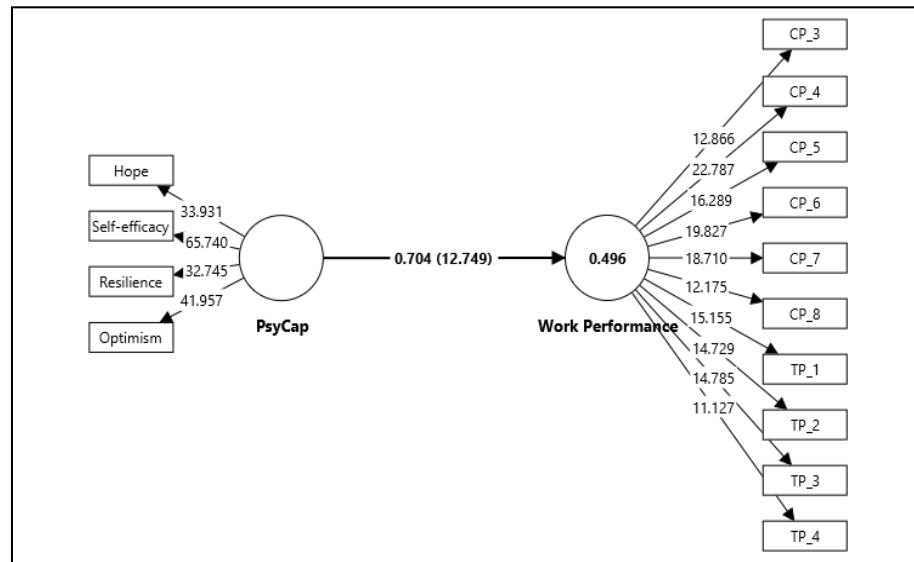 Hope
Self-efficacy
Resilience
Optimism
33.931
65.740
32.745
41.957
PsyCap
0.704 (12.749)
0.496
Work Performance
12.866
22.787
16.289
19.827
18.710
12.175
15.155
14.729
14.785
11.127
CP_3
CP_4
CP_5
CP_6
CP_7
CP_8
TP_1
TP_2
TP_3
TP_4